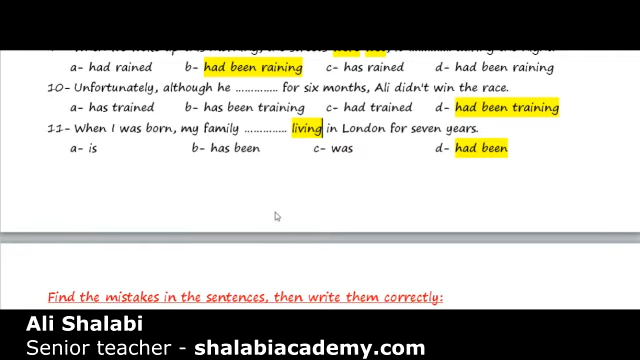 a- had rained b- had been raining c- has rained d- had been raining
10- Unfortunately, although he .............. for six months, Ali didn't win the race.
a- has trained b- has been training c- had trained d- had been training
11- When I was born, my family .............. living in London for seven years.
a- is b- has been c- was d- had been
Find the mistakes in the sentences, then write them correctly:
Ali Shalabi
Senior teacher - shalabiacademy.com